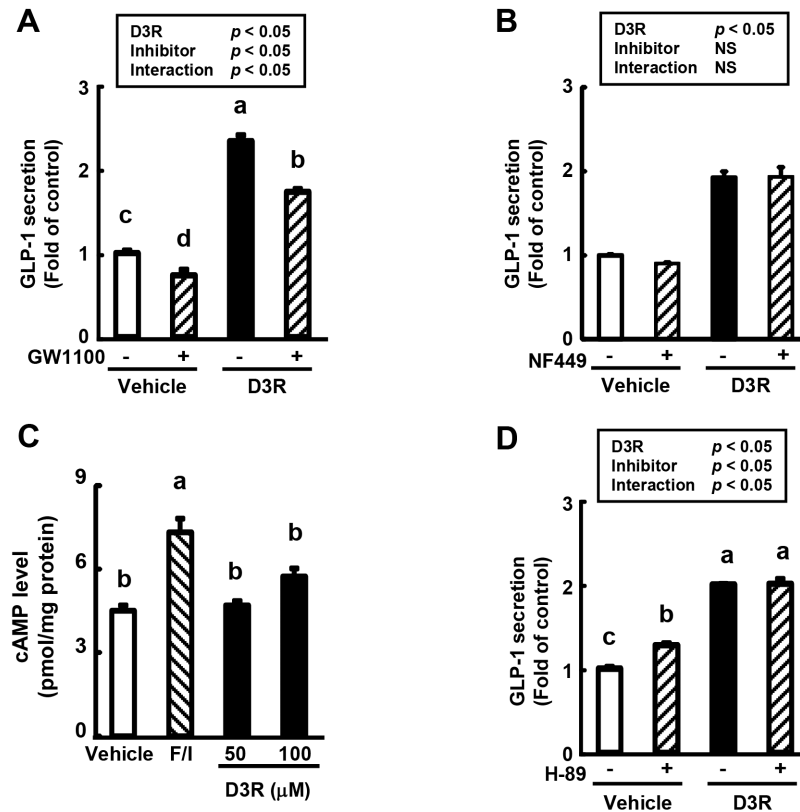 A
D3R p < 0.05
Inhibitor p < 0.05
Interaction p < 0.05
GLP-1 secretion
(Fold of control)
3
2
1
0
c
d
a
b
GW1100 - + - +
Vehicle D3R
B
D3R p < 0.05
Inhibitor NS
Interaction NS
GLP-1 secretion
(Fold of control)
3
2
1
0
NF449 - + - +
Vehicle D3R
C
cAMP level
(pmol/mg protein)
9
6
3
0
b
a
b
b
Vehicle F/I 50 100
D3R (μM)
D
D3R p < 0.05
Inhibitor p < 0.05
Interaction p < 0.05
GLP-1 secretion
(Fold of control)
3
2
1
0
c
b
a
a
H-89 - + - +
Vehicle D3R